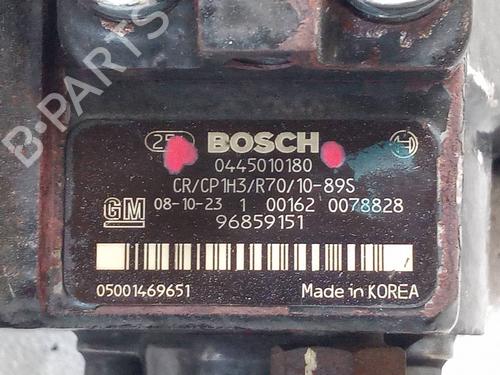 B-PARTS
BOSCH
0445010180
CR/CP1H3/R70/10-89S
GM 08-10-23 1 00162 0078828
96859151
05001469651 Made in KOREA